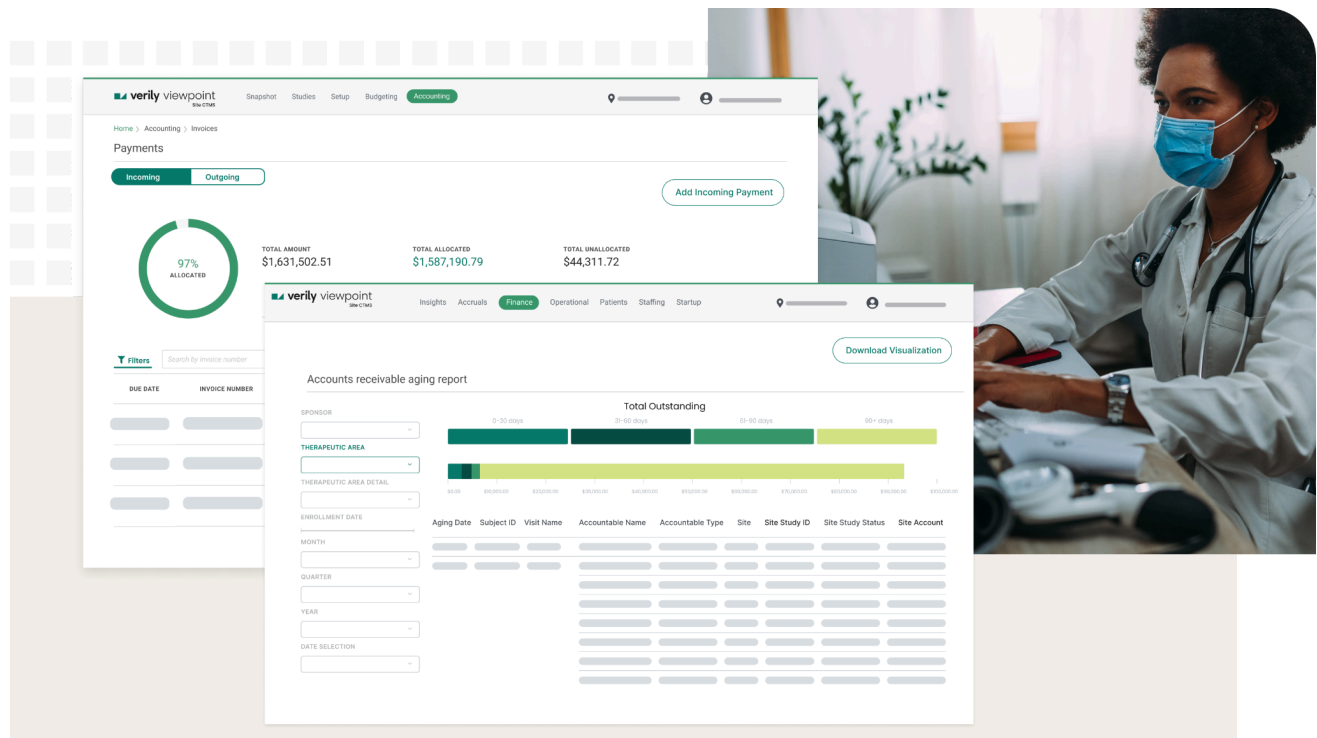 verily viewpoint
Site CTMS
Snapshot Studies Setup Budgeting Accounting
Home > Accounting > Invoices
Payments
Incoming Outgoing
Add Incoming Payment
97%
ALLOCATED
TOTAL AMOUNT
$1,631,502.51
TOTAL ALLOCATED
$1,587,190.79
TOTAL UNALLOCATED
$44,311.72
Filters
Search by invoice number
DUE DATE INVOICE NUMBER
verily viewpoint
Site CTMS
Insights Accruals Finance Operational Patients Staffing Startup
Download Visualization
Accounts receivable aging report
SPONSOR
THERAPEUTIC AREA
THERAPEUTIC AREA DETAIL
ENROLLMENT DATE
MONTH
QUARTER
YEAR
DATE SELECTION
Total Outstanding
0-30 days 31-60 days 61-90 days 90+ days
$0.00
Aging Date Subject ID Visit Name Accountable Name Accountable Type Site Site Study ID Site Study Status Site Account